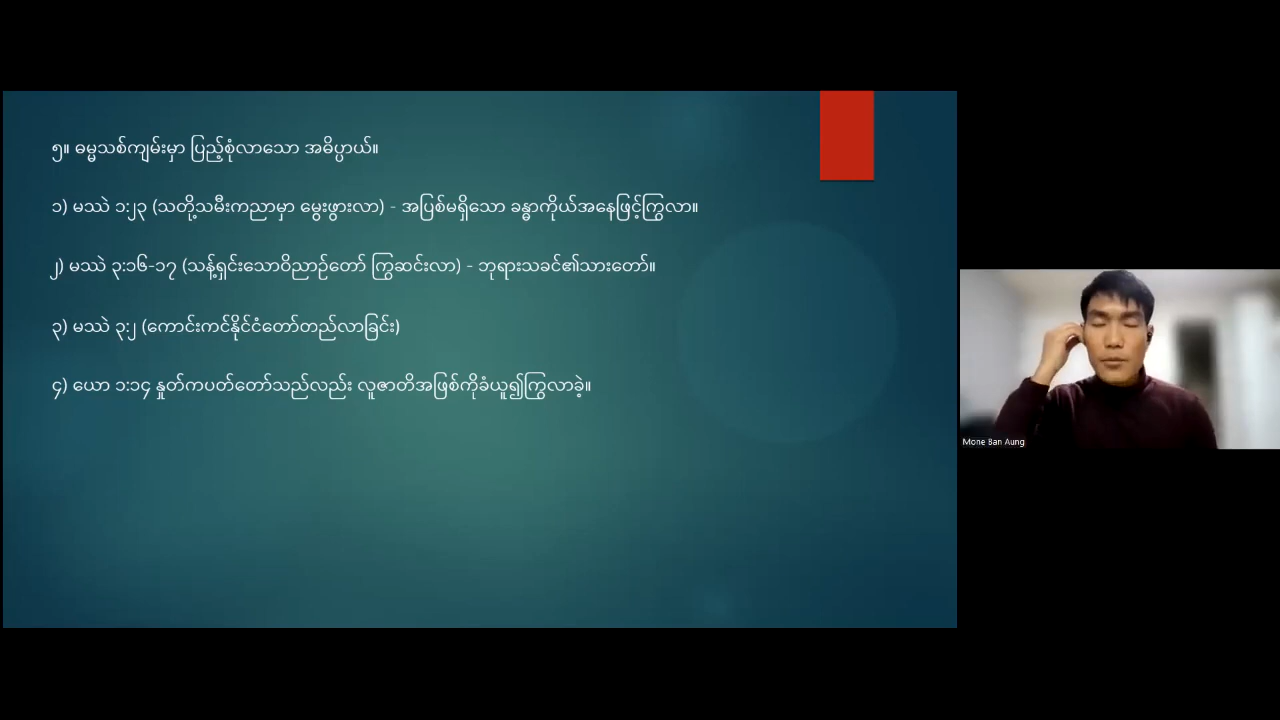 ၅။ ဓမ္မသစ်ကျမ်းမှာ ပြည့်စုံလာသော အဓိပ္ပာယ်။
၁) မဿဲ ၁:၂၃ (သတို့သမီးကညာမှာ မွေးဖွားလာ) - အပြစ်မရှိသော ခန္ဓာကိုယ်အနေဖြင့်ကြွလာ။
၂) မဿဲ ၃:၁၆-၁၇ (သန့်ရှင်းသောဝိညာဉ်တော် ကြွဆင်းလာ) - ဘုရားသခင်၏သားတော်။
၃) မဿဲ ၃:၂ (ကောင်းကင်နိုင်ငံတော်တည်လာခြင်း)
၄) ယော ၁:၁၄ နှုတ်ကပတ်တော်သည်လည်း လူဇာတိအဖြစ်ကိုခံယူ၍ကြွလာခဲ့။
Mone Ban Aung